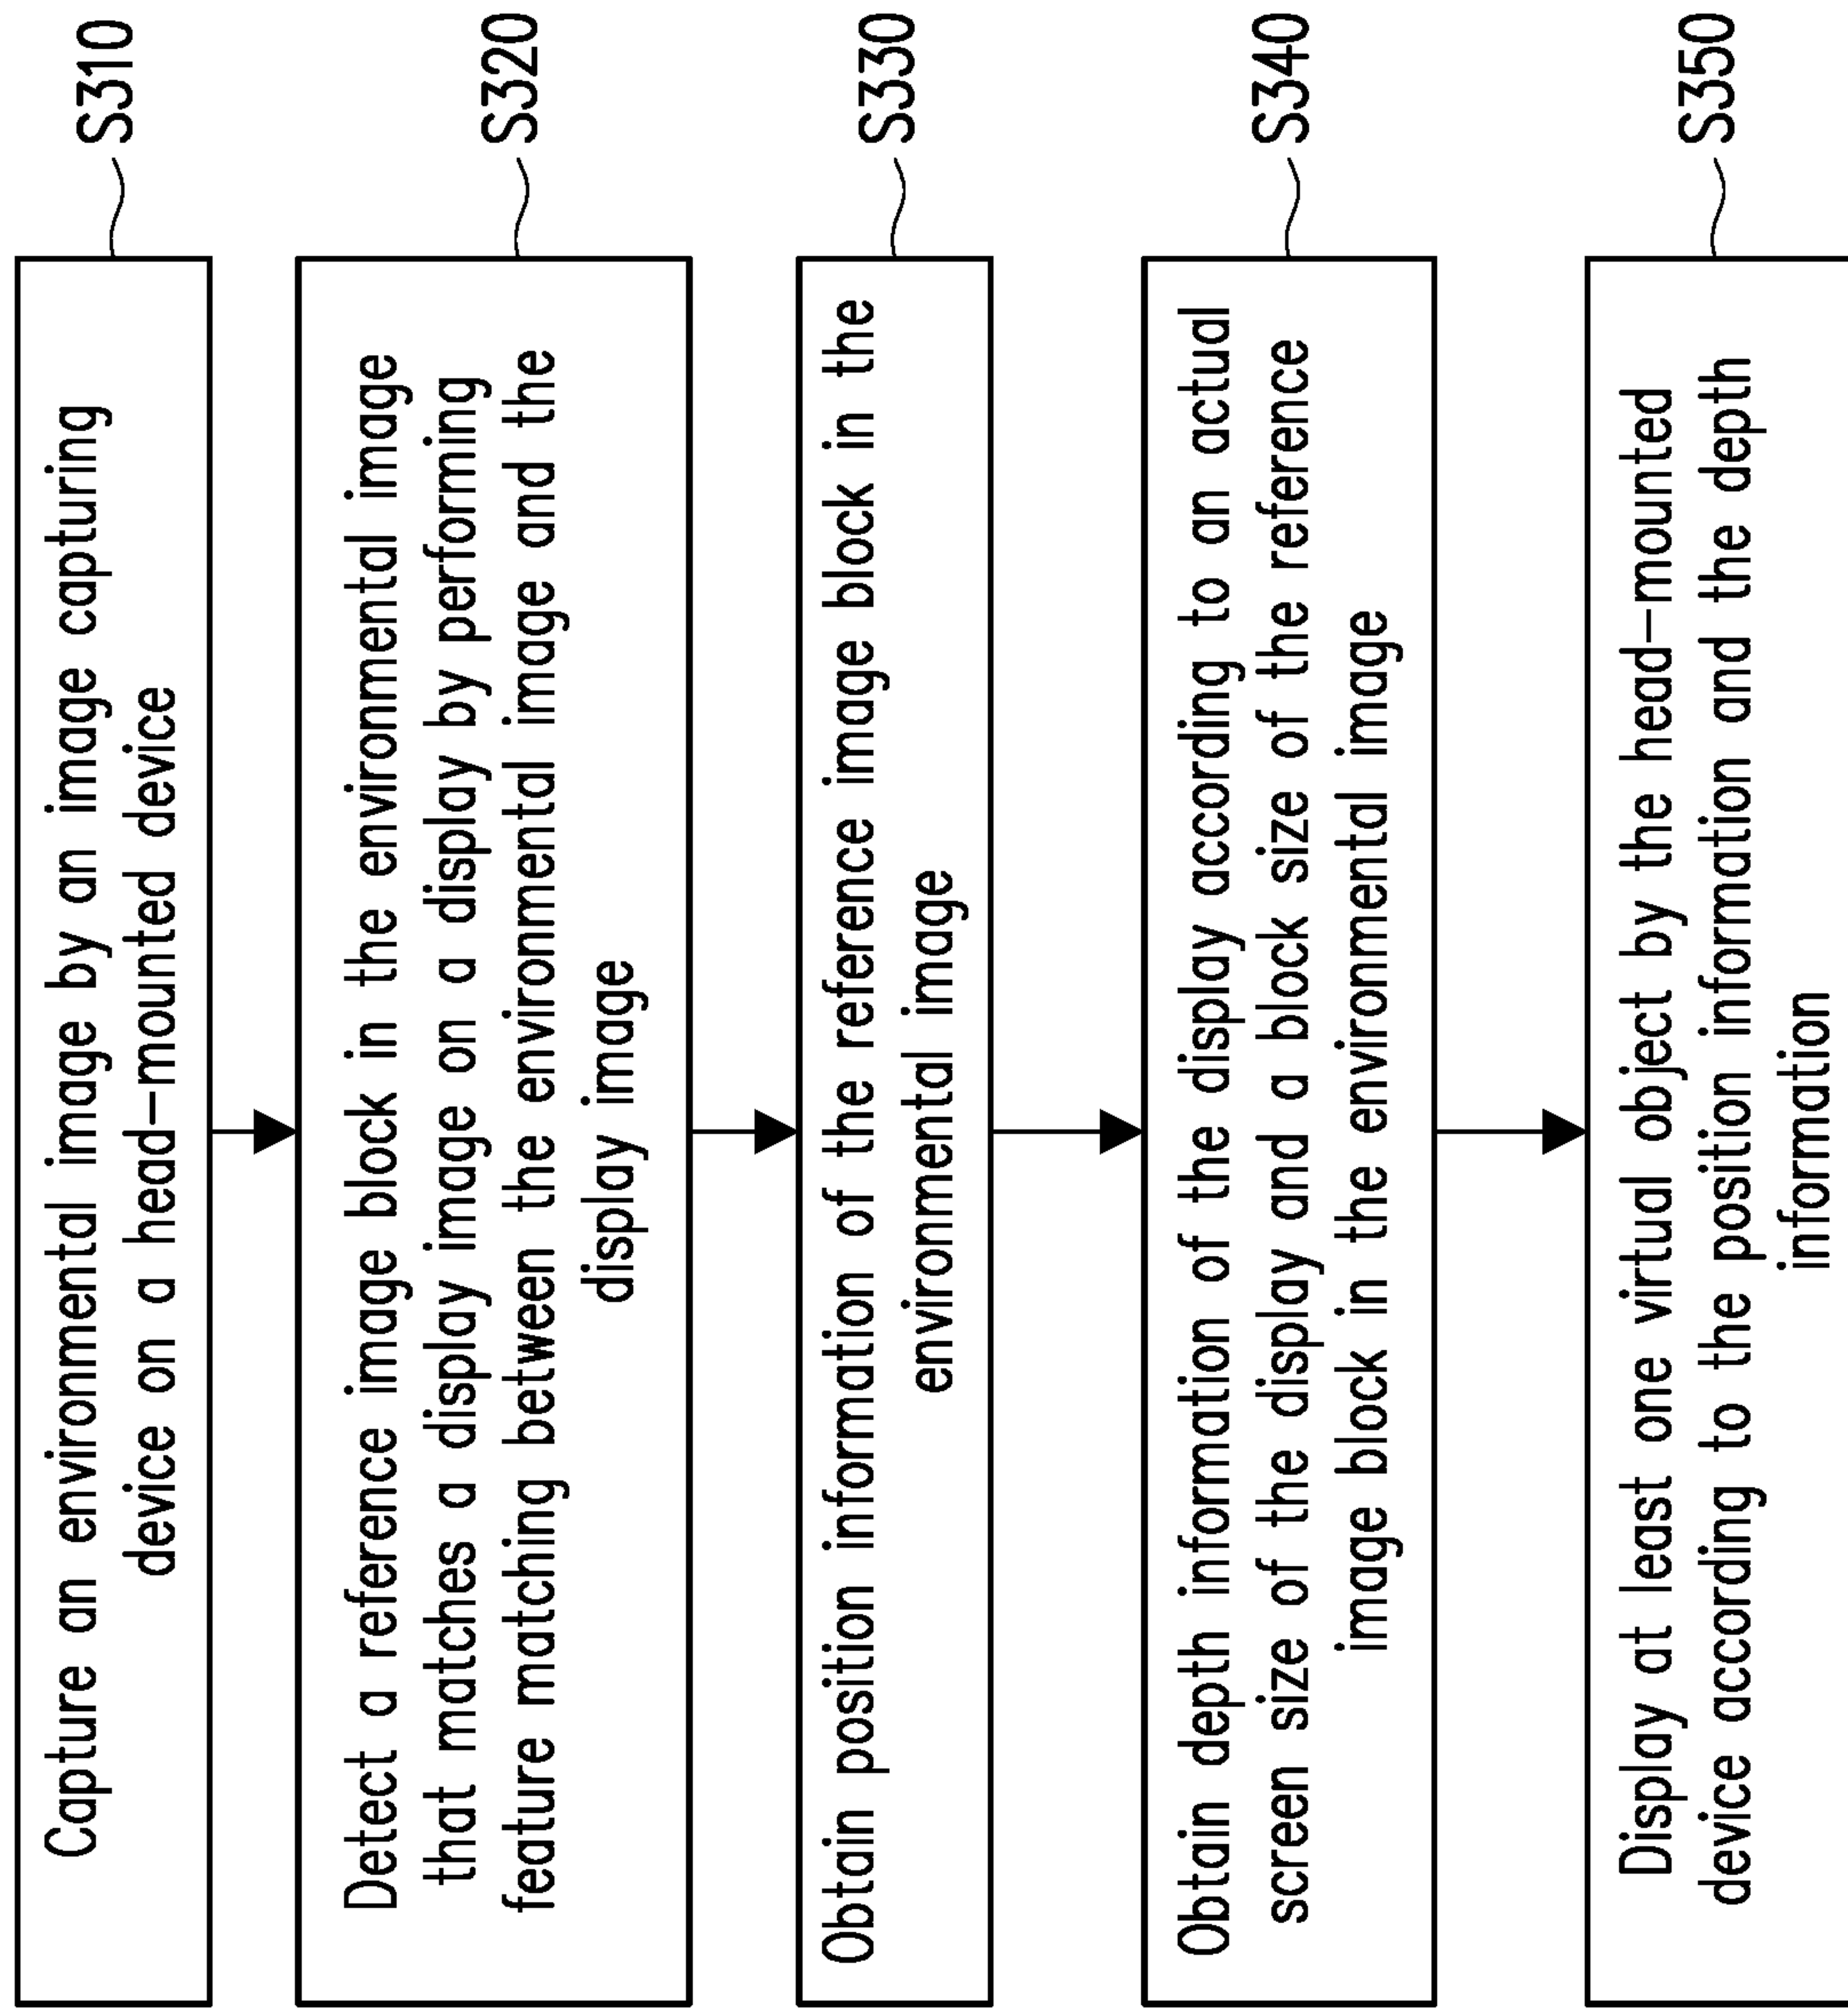 Capture an environmental image by an image capturing
device on a head-mounted device
S310
Detect a reference image block in the environmental image
that matches a display image on a display by performing
feature matching between the environmental image and the
display image
S320
Obtain position information of the reference image block in the
environmental image
S330
Obtain depth information of the display according to an actual
screen size of the display and a block size of the reference
image block in the environmental image
S340
Display at least one virtual object by the head-mounted
device according to the position information and the depth
information
S350